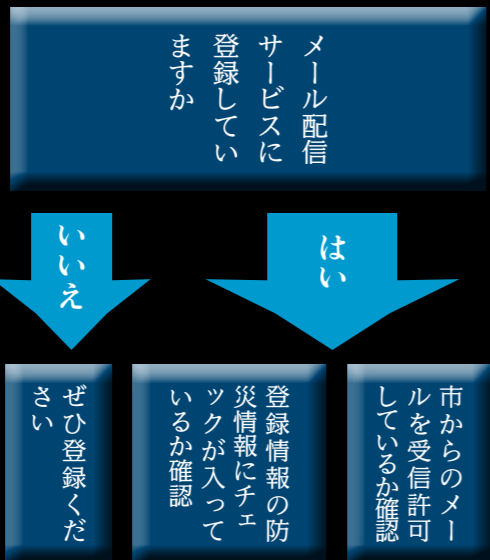 メール配信
サービスに
登録してい
ますか
はい
いいえ
市からのメー
ルを受信許可
しているか確認
登録情報の防
災情報にチェ
ックが入って
いるか確認
ぜひ登録くだ
さい